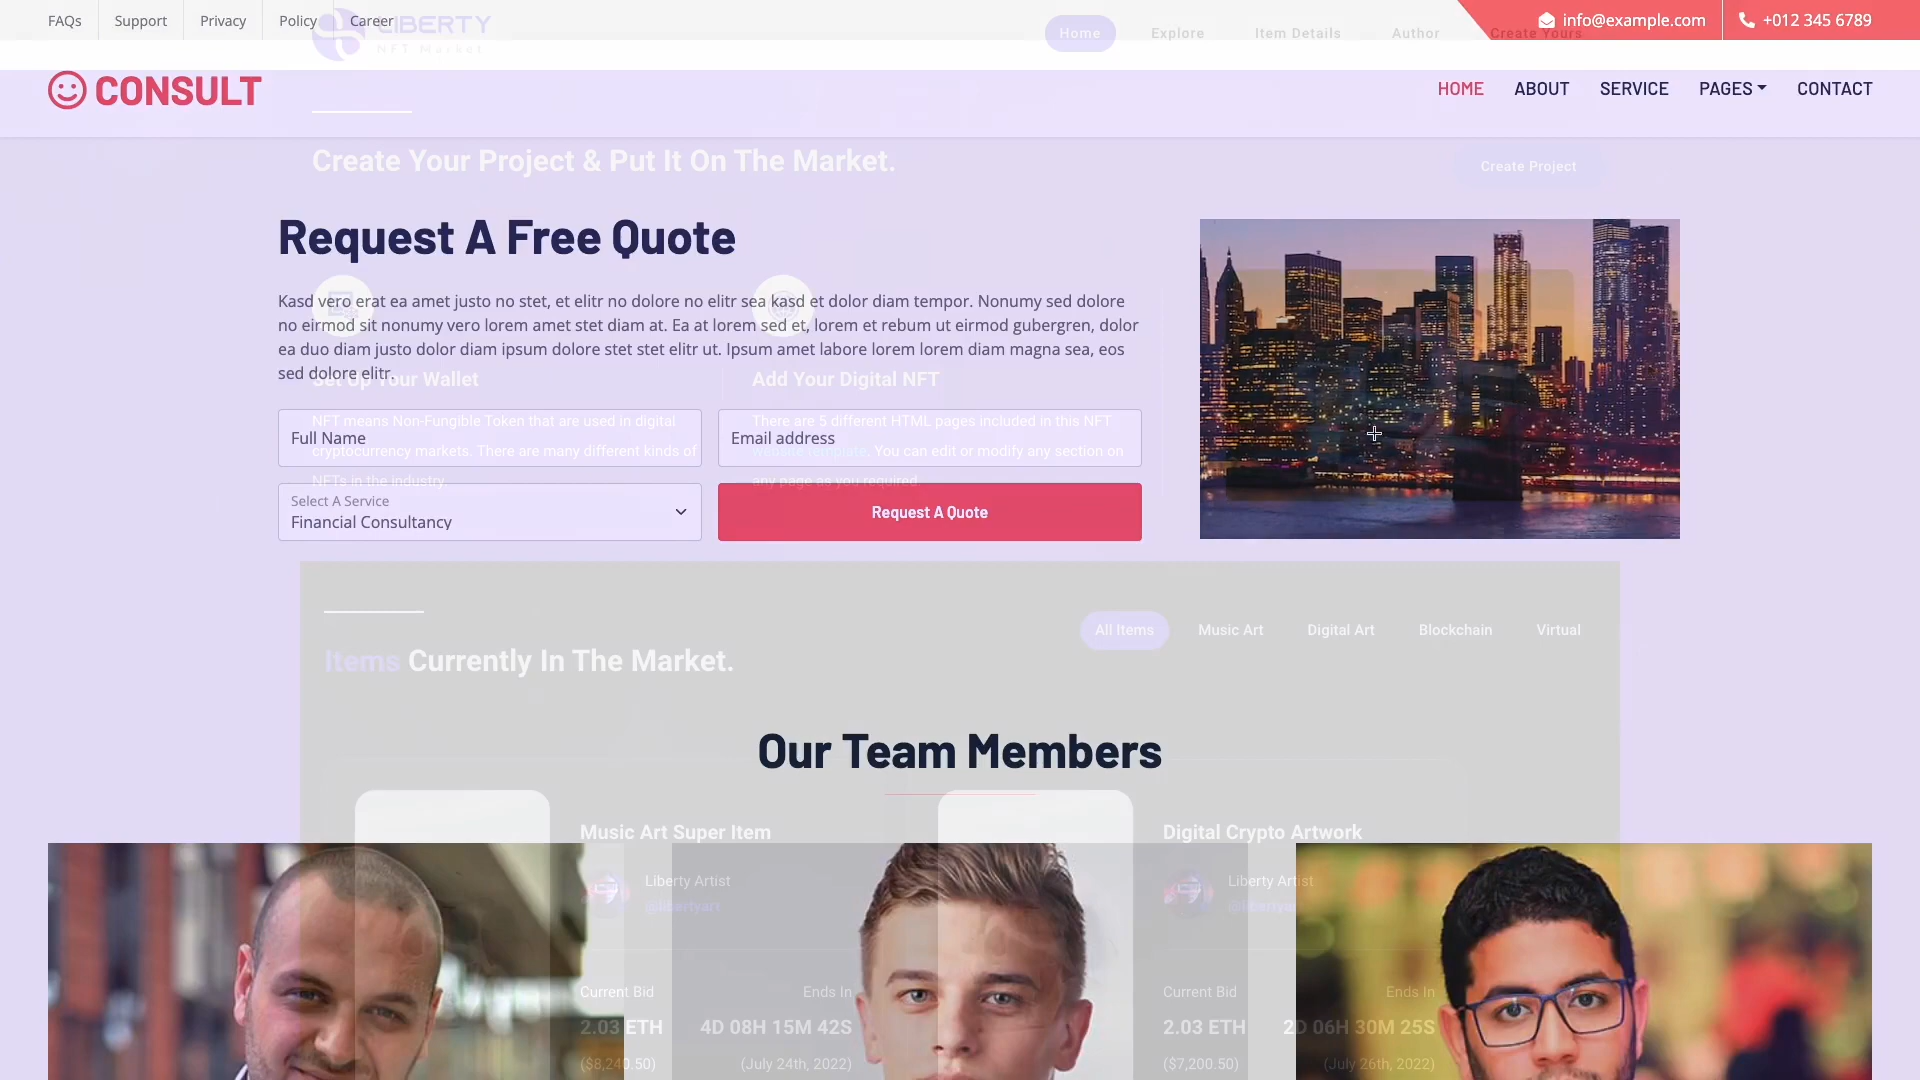 FAQs Support Privacy Policy Career
LIBERTY
NFT Market
Home Explore Item Details Author Create Yours
info@example.com +012 345 6789
CONSULT
HOME ABOUT SERVICE PAGES CONTACT
Create Your Project & Put It On The Market.
Create Project
Request A Free Quote
Kasd vero erat ea amet justo no stet, et elitr no dolore no elitr sea kasd et dolor diam tempor. Nonumy sed dolore
no eirmod sit nonumy vero lorem amet stet diam at. Ea at lorem sed et, lorem et rebum ut eirmod gubergren, dolor
ea duo diam justo dolor diam ipsum dolore stet stet elitr ut. Ipsum amet labore lorem lorem diam magna sea, eos
sed dolore elitr.
Set Up Your Wallet
Add Your Digital NFT
NFT means Non-Fungible Token that are used in digital
cryptocurrency markets. There are many different kinds of
NFTs in the industry.
There are 5 different HTML pages included in this NFT
website template. You can edit or modify any section on
any page as you required.
Full Name
Email address
Select A Service
Financial Consultancy
Request A Quote
All Items Music Art Digital Art Blockchain Virtual
Items Currently In The Market.
Our Team Members
Music Art Super Item
Liberty Artist
@libertyart
Current Bid Ends In
2.03 ETH 4D 08H 15M 42S
($8,240.50) (July 24th, 2022)
Digital Crypto Artwork
Liberty Artist
Current Bid Ends In
2.03 ETH 2D 06H 30M 25S
($7,200.50) (July 26th, 2022)